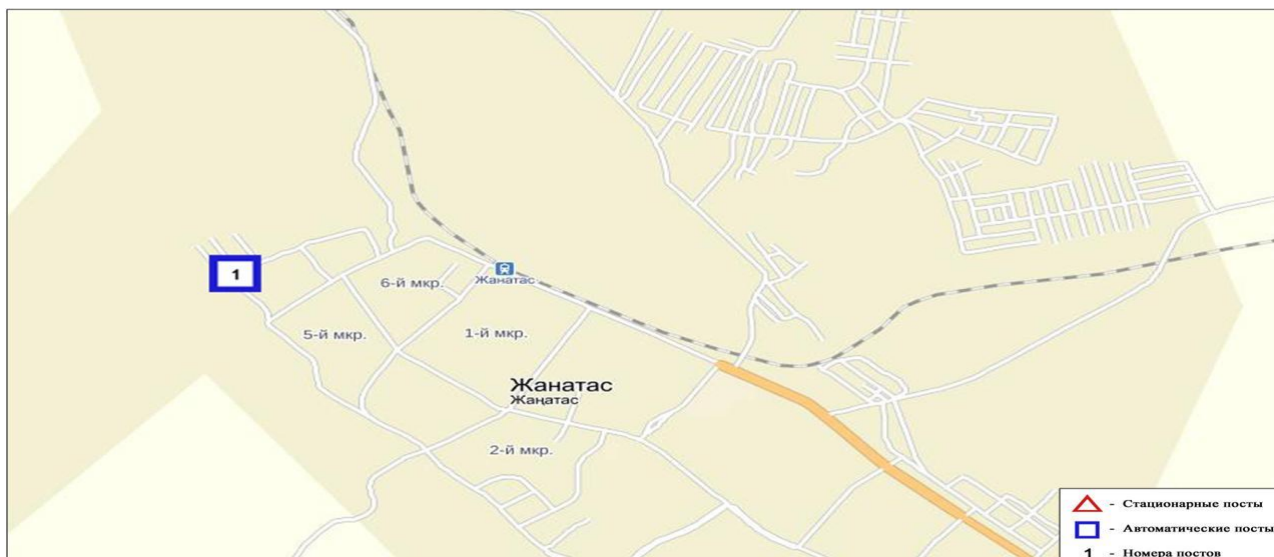 1
6-й мкр.
Жанатас
5-й мкр.
1-й мкр.
Жанатас
Жаңатас
2-й мкр.
- Стационарные посты
- Автоматические посты
1 - Номера постов